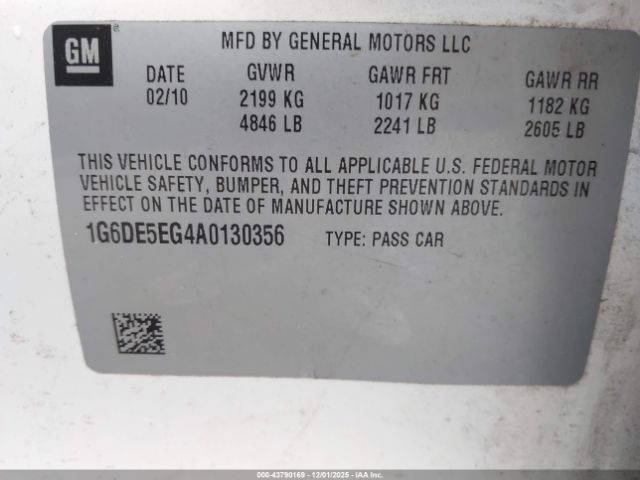 GM
MFD BY GENERAL MOTORS LLC
DATE GVWR GAWR FRT GAWR RR
02/10 2199 KG 1017 KG 1182 KG
4846 LB 2241 LB 2605 LB
THIS VEHICLE CONFORMS TO ALL APPLICABLE U.S. FEDERAL MOTOR
VEHICLE SAFETY, BUMPER, AND THEFT PREVENTION STANDARDS IN
EFFECT ON THE DATE OF MANUFACTURE SHOWN ABOVE.
1G6DE5EG4A0130356 TYPE: PASS CAR
000-43790169 • 12/01/2025 • IAA Inc.